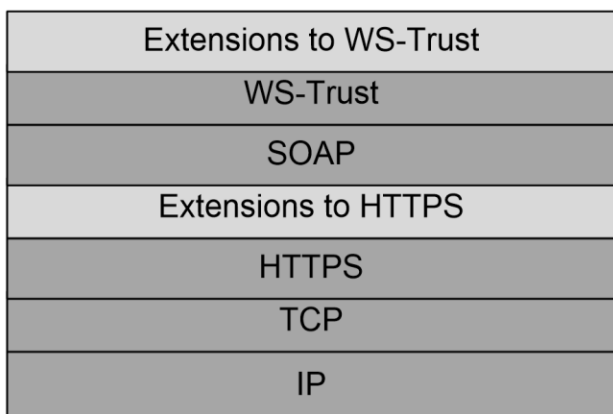 Extensions to WS-Trust
WS-Trust
SOAP
Extensions to HTTPS
HTTPS
TCP
IP